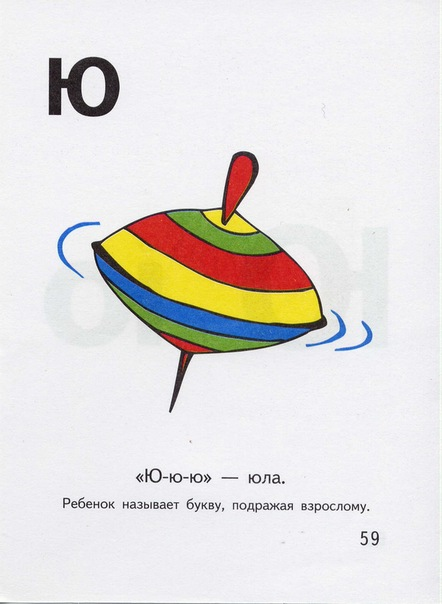 Ю
«Ю-ю-ю» — юла.
Ребенок называет букву, подражая взрослому.
59